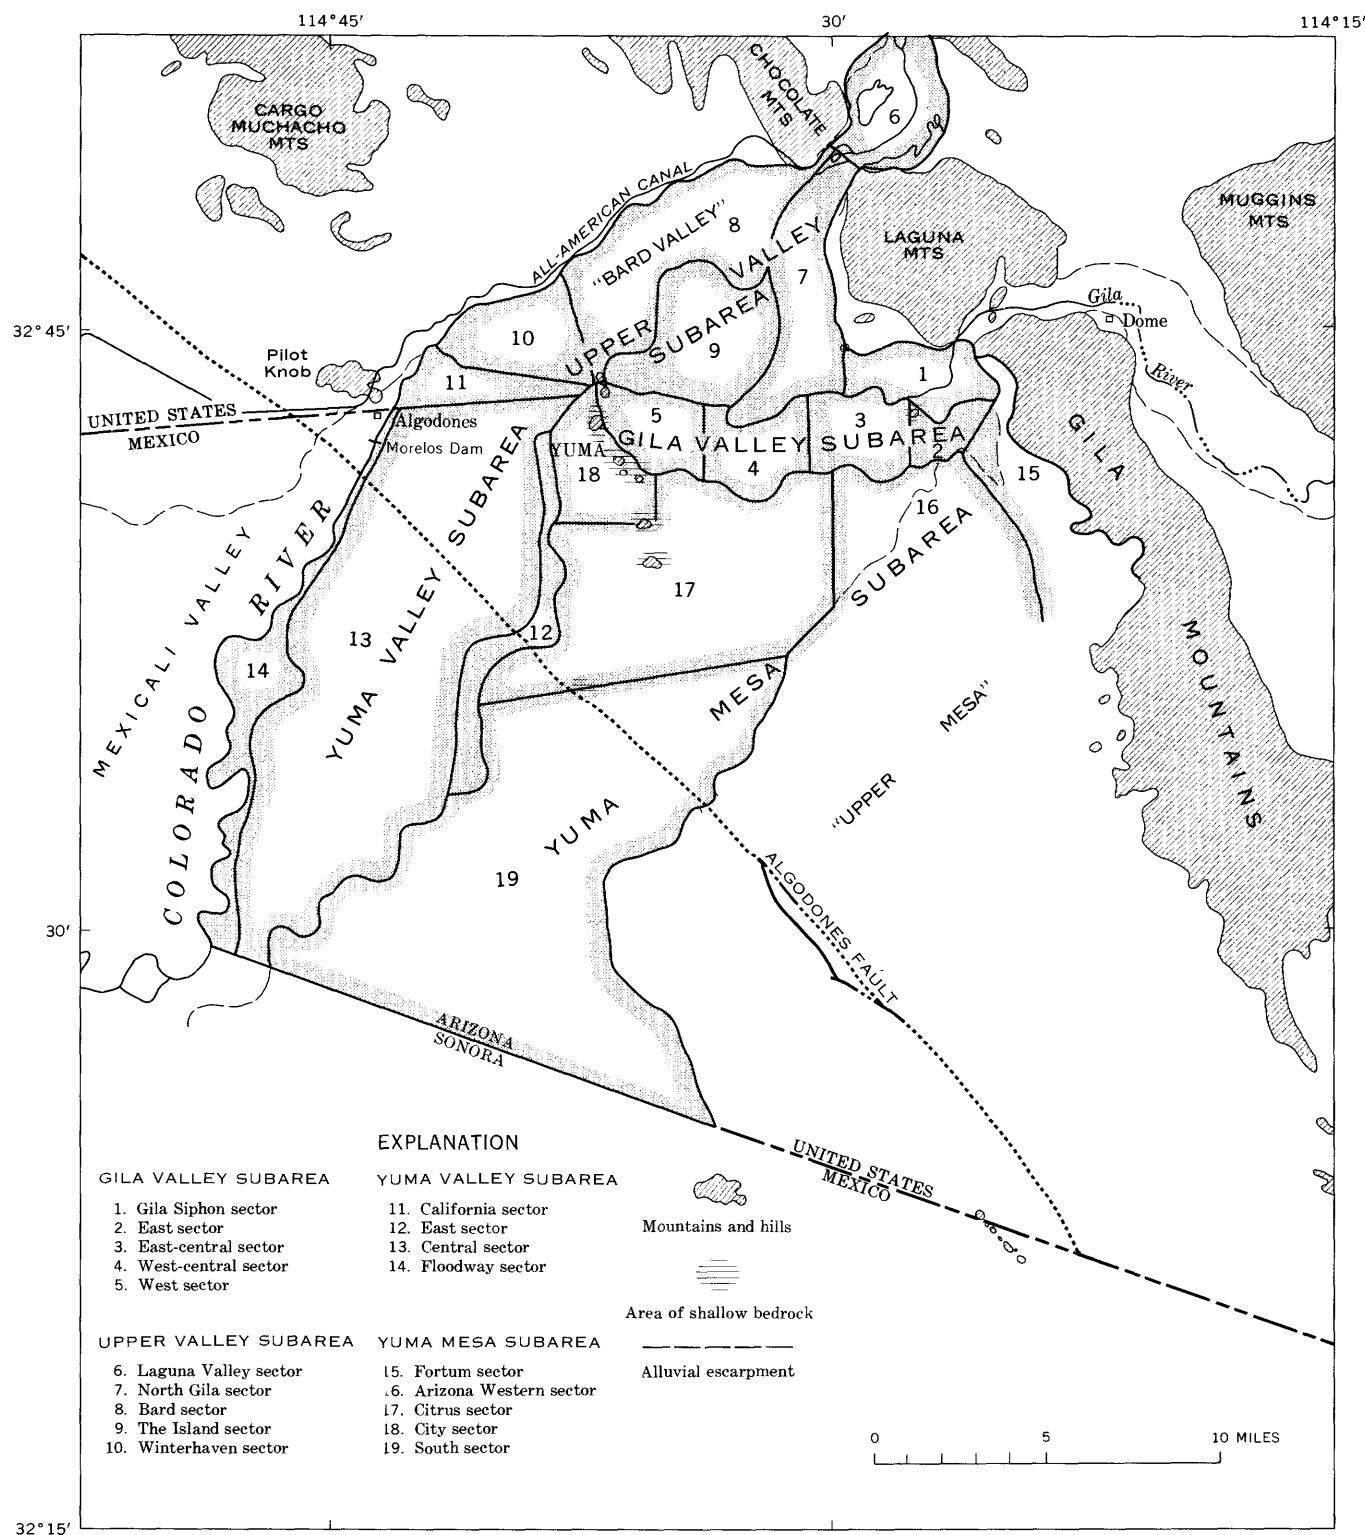 114°45′ 30′ 114°15′
CHOCOLATE
MTS
6
CARGO
MUCHACHO
MTS
MUGGINS
MTS
ALL-AMERICAN CANAL
"BARD VALLEY"
8
LAGUNA
MTS
7
UPPER VALLEY
SUBAREA
9
Gila
River
Dome
32°45′
10
Pilot
Knob
11
1
UNITED STATES
MEXICO
Algodones
Morelos Dam
5
3
GILA VALLEY SUBAREA
2
4
YUMA
18
15
16
GILA MOUNTAINS
MEXICALI VALLEY
COLORADO RIVER
YUMA VALLEY SUBAREA
13
14
12
17
YUMA MESA SUBAREA
"UPPER MESA"
19
ALGODONES FAULT
30′
ARIZONA
SONORA
UNITED STATES
MEXICO
EXPLANATION
GILA VALLEY SUBAREA
1. Gila Siphon sector
2. East sector
3. East-central sector
4. West-central sector
5. West sector
UPPER VALLEY SUBAREA
6. Laguna Valley sector
7. North Gila sector
8. Bard sector
9. The Island sector
10. Winterhaven sector
YUMA VALLEY SUBAREA
11. California sector
12. East sector
13. Central sector
14. Floodway sector
YUMA MESA SUBAREA
15. Fortum sector
16. Arizona Western sector
17. Citrus sector
18. City sector
19. South sector
Mountains and hills
Area of shallow bedrock
Alluvial escarpment
0 5 10 MILES
32°15′